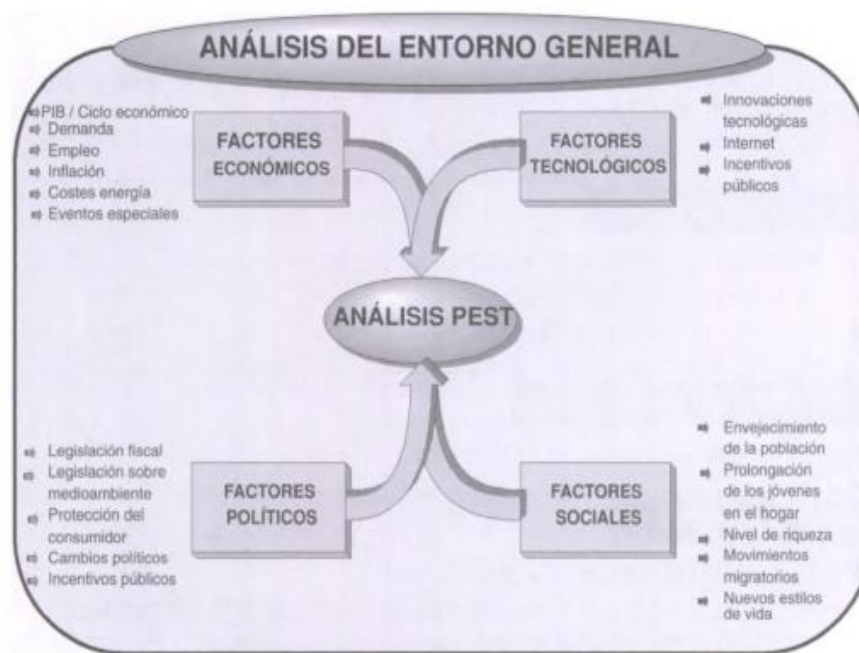 ANÁLISIS DEL ENTORNO GENERAL
PIB / Ciclo económico
Demanda
Empleo
Inflación
Costes energía
Eventos especiales
FACTORES
ECONÓMICOS
FACTORES
TECNOLÓGICOS
Innovaciones
tecnológicas
Internet
Incentivos
públicos
ANÁLISIS PEST
Legislación fiscal
Legislación sobre
medioambiente
Protección del
consumidor
Cambios políticos
Incentivos públicos
FACTORES
POLÍTICOS
FACTORES
SOCIALES
Envejecimiento
de la población
Prolongación
de los jóvenes
en el hogar
Nivel de riqueza
Movimientos
migratorios
Nuevos estilos
de vida